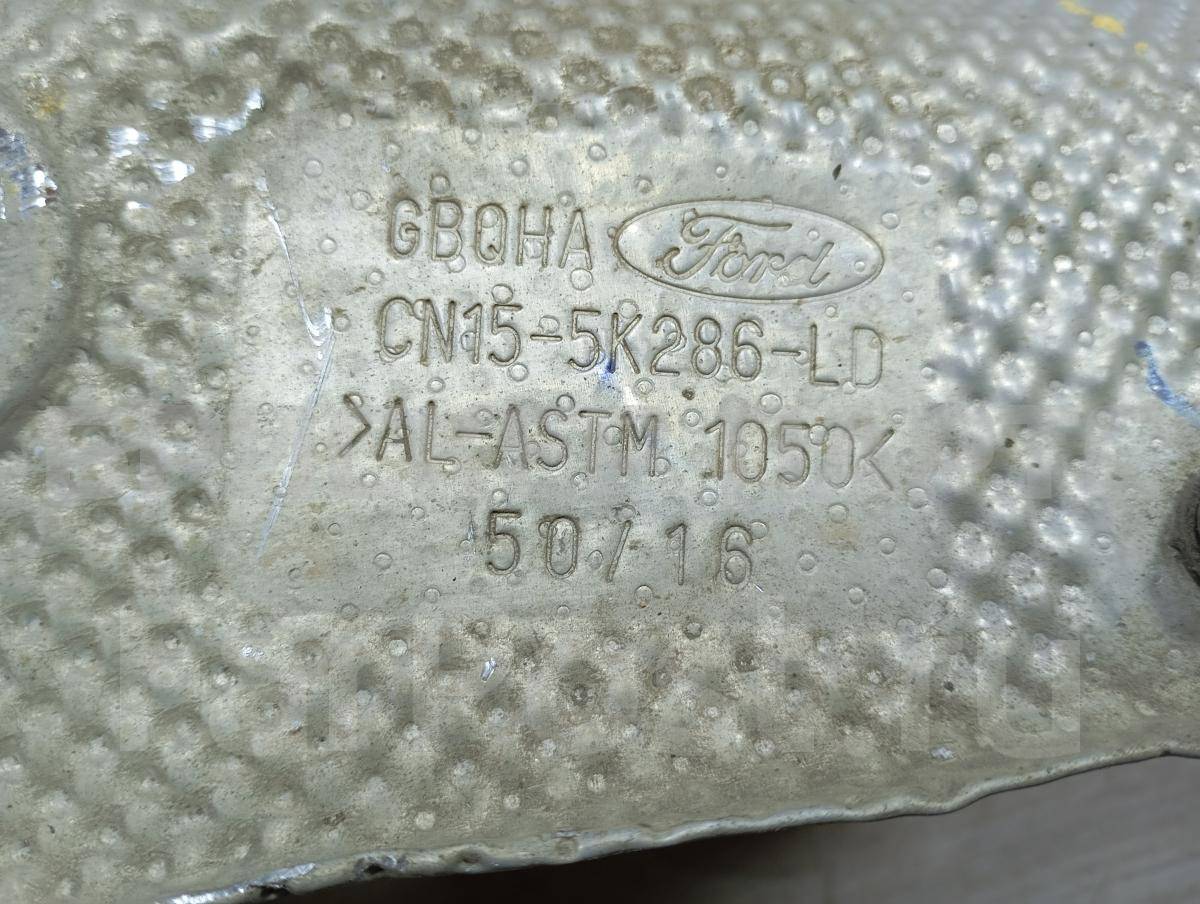 GBQHA Ford
CN15-5K286-LD
>AL-ASTM 1050<
50/16